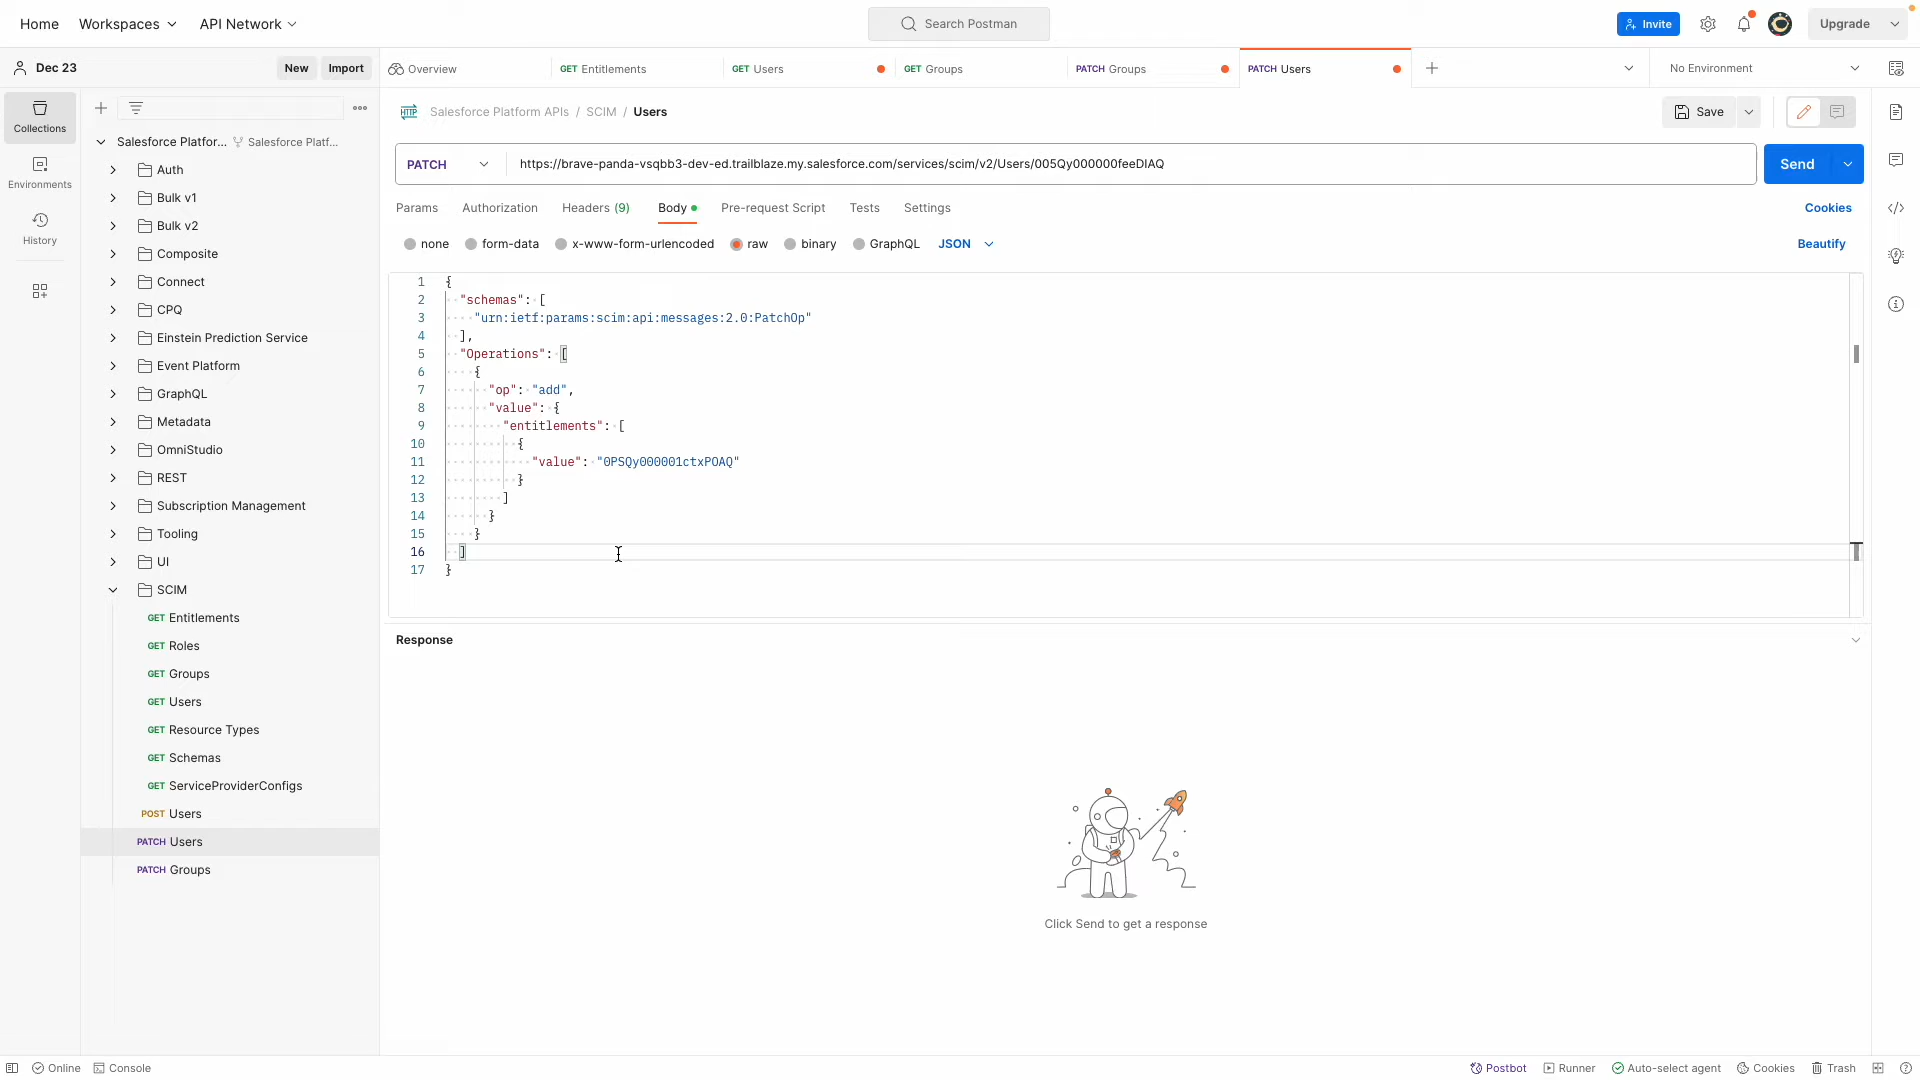 Home
Workspaces
API Network
Search Postman
Invite
Upgrade
Dec 23
New
Import
Overview
GET Entitlements
GET Users
GET Groups
PATCH Groups
PATCH Users
No Environment
Collections
Environments
History
Salesforce Platfor...
Salesforce Platf...
Auth
Bulk v1
Bulk v2
Composite
Connect
CPQ
Einstein Prediction Service
Event Platform
GraphQL
Metadata
OmniStudio
REST
Subscription Management
Tooling
UI
SCIM
GET Entitlements
GET Roles
GET Groups
GET Users
GET Resource Types
GET Schemas
GET ServiceProviderConfigs
POST Users
PATCH Users
PATCH Groups
HTTP Salesforce Platform APIs / SCIM / Users
Save
PATCH
https://brave-panda-vsqbb3-dev-ed.trailblaze.my.salesforce.com/services/scim/v2/Users/005Qy000000feeDIAQ
Send
Params
Authorization
Headers (9)
Body
Pre-request Script
Tests
Settings
Cookies
none
form-data
x-www-form-urlencoded
raw
binary
GraphQL
JSON
Beautify
1 {
2 "schemas": [
3 "urn:ietf:params:scim:api:messages:2.0:PatchOp"
4 ],
5 "Operations": [
6 {
7 "op": "add",
8 "value": {
9 "entitlements": [
10 {
11 "value": "0PSQy000001ctxPOAQ"
12 }
13 ]
14 }
15 }
16 ]
17 }
Response
Click Send to get a response
Online
Console
Postbot
Runner
Auto-select agent
Cookies
Trash